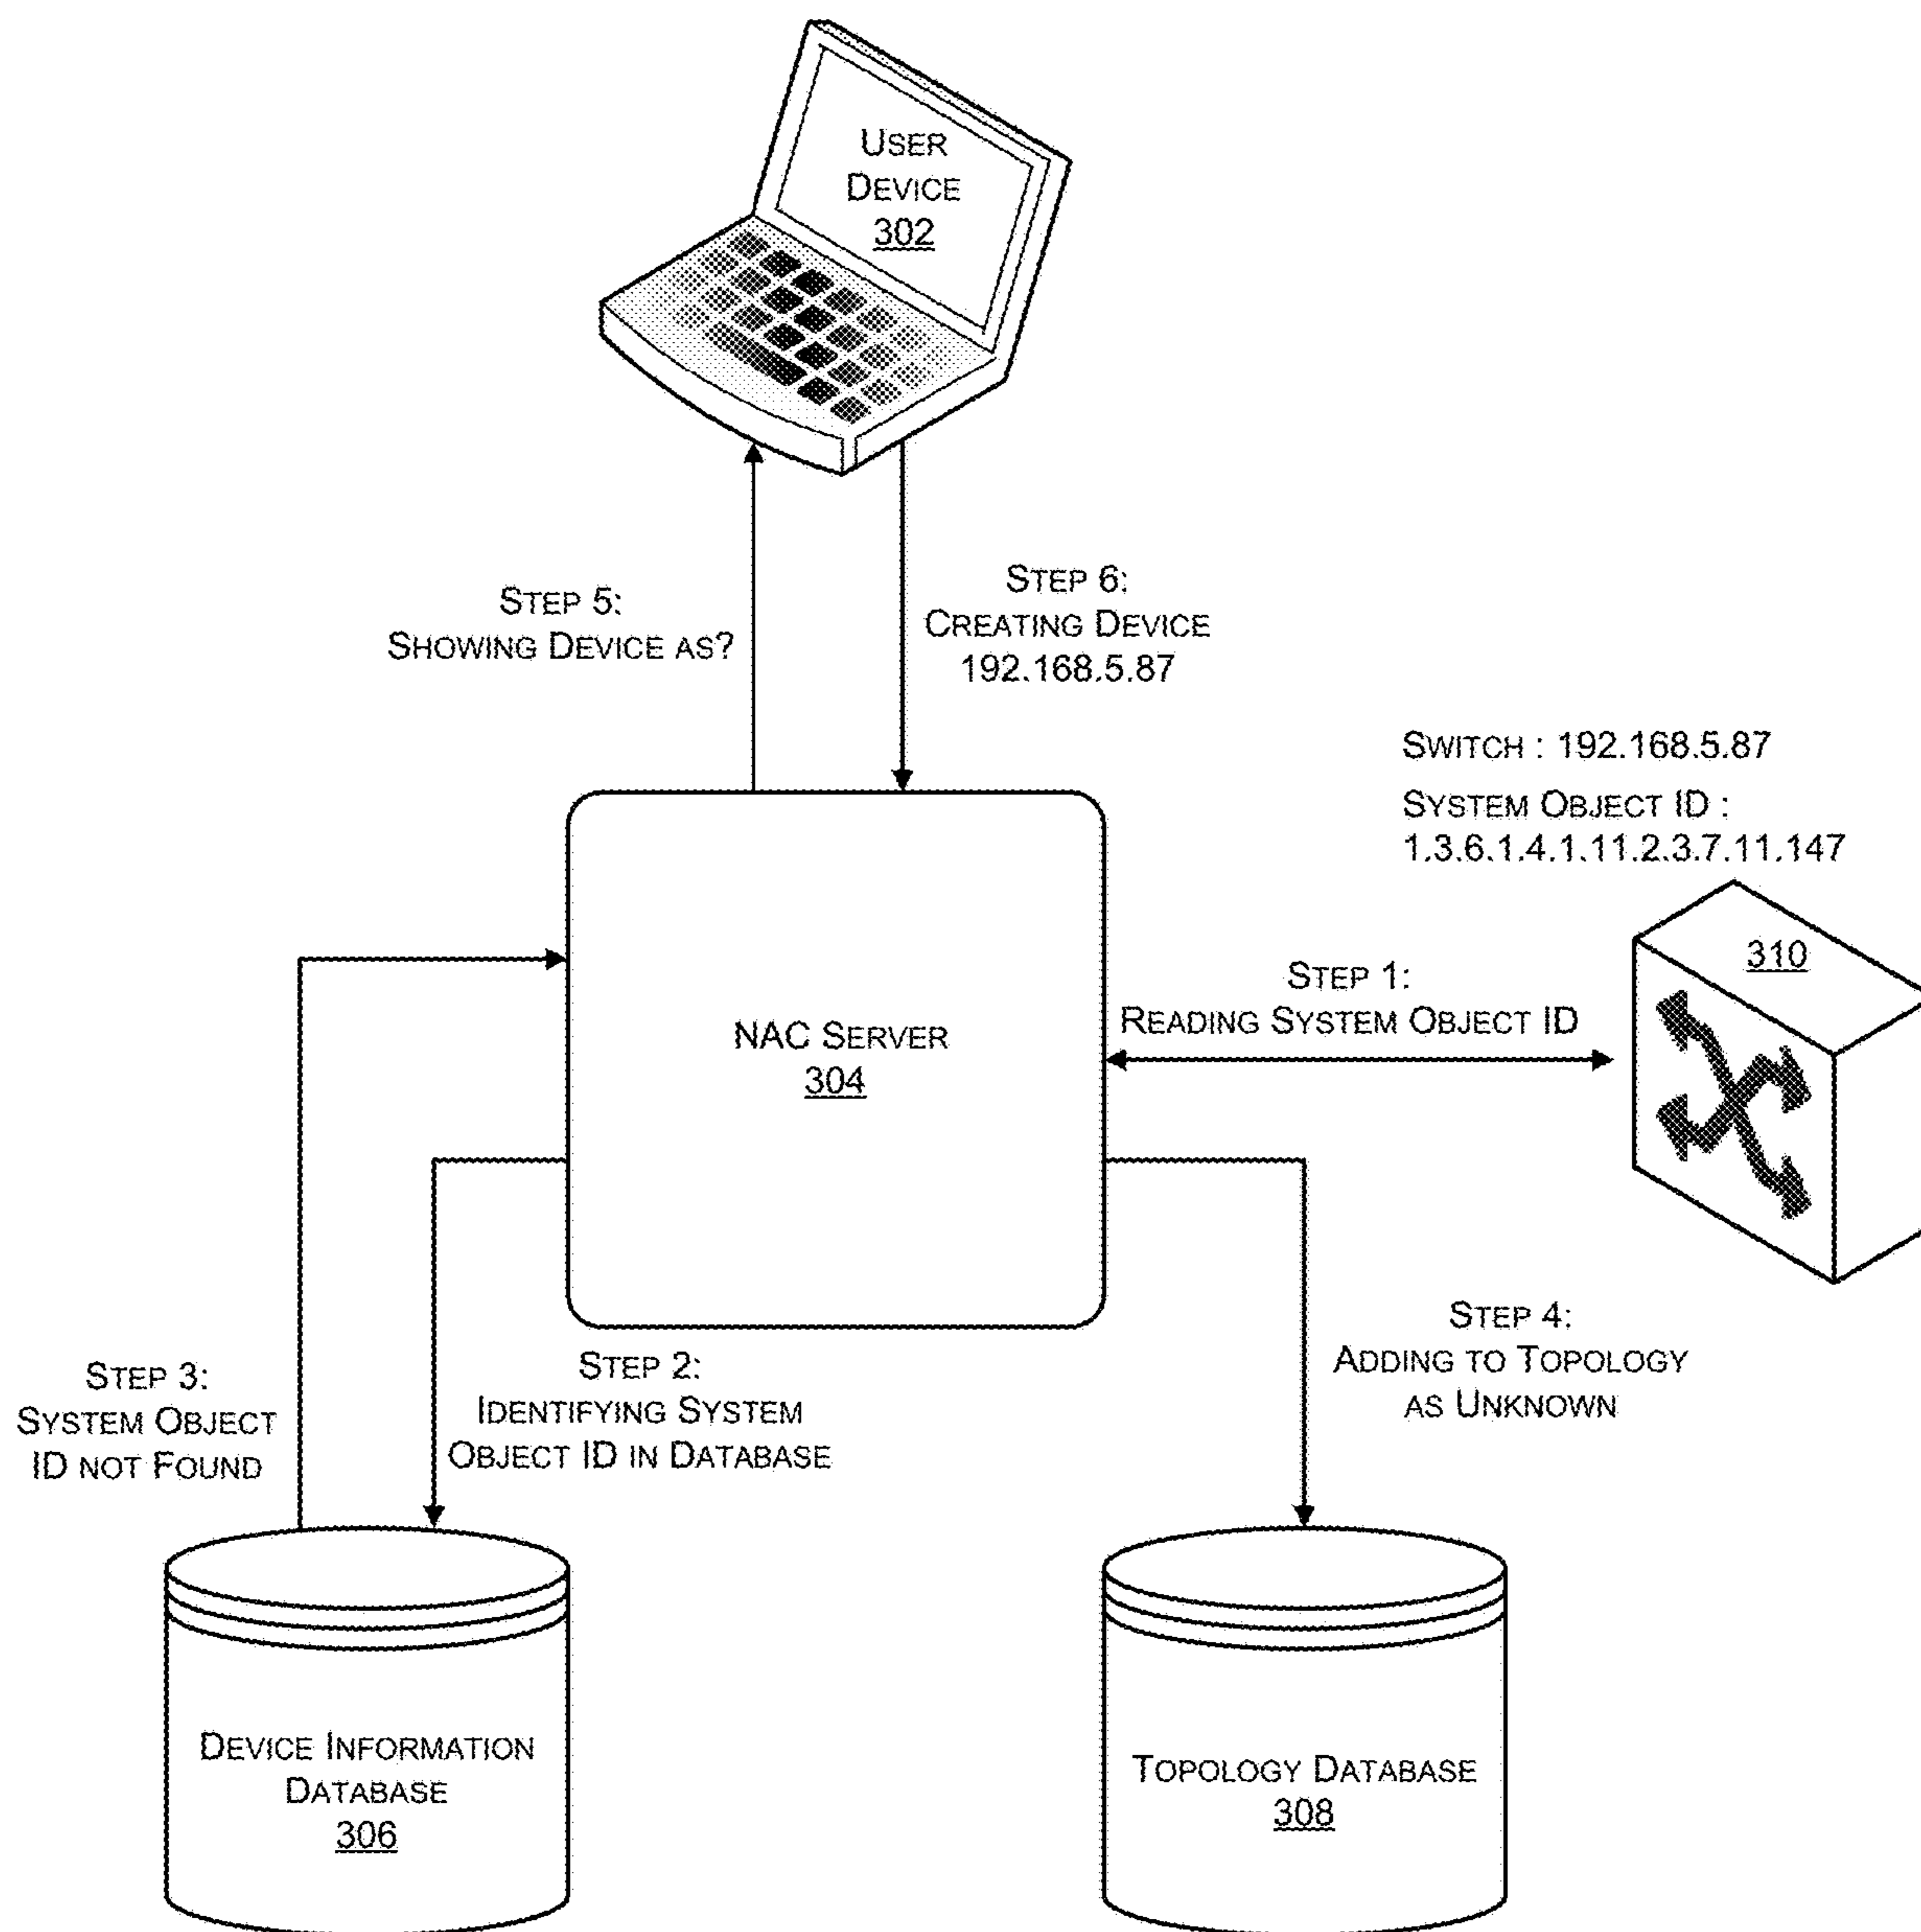 USER
DEVICE
302
STEP 5:
SHOWING DEVICE AS?
STEP 6:
CREATING DEVICE
192.168.5.87
SWITCH : 192.168.5.87
SYSTEM OBJECT ID :
1.3.6.1.4.1.11.2.3.7.11.147
310
STEP 1:
READING SYSTEM OBJECT ID
NAC SERVER
304
STEP 3:
SYSTEM OBJECT
ID NOT FOUND
STEP 2:
IDENTIFYING SYSTEM
OBJECT ID IN DATABASE
STEP 4:
ADDING TO TOPOLOGY
AS UNKNOWN
DEVICE INFORMATION
DATABASE
306
TOPOLOGY DATABASE
308